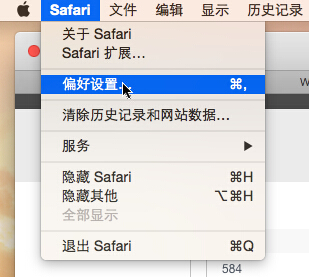 Safari 文件 编辑 显示 历史记录
关于 Safari
Safari 扩展…
偏好设置… ⌘,
清除历史记录和网站数据…
服务 ▶
隐藏 Safari ⌘H
隐藏其他 ⌥⌘H
全部显示
退出 Safari ⌘Q
584